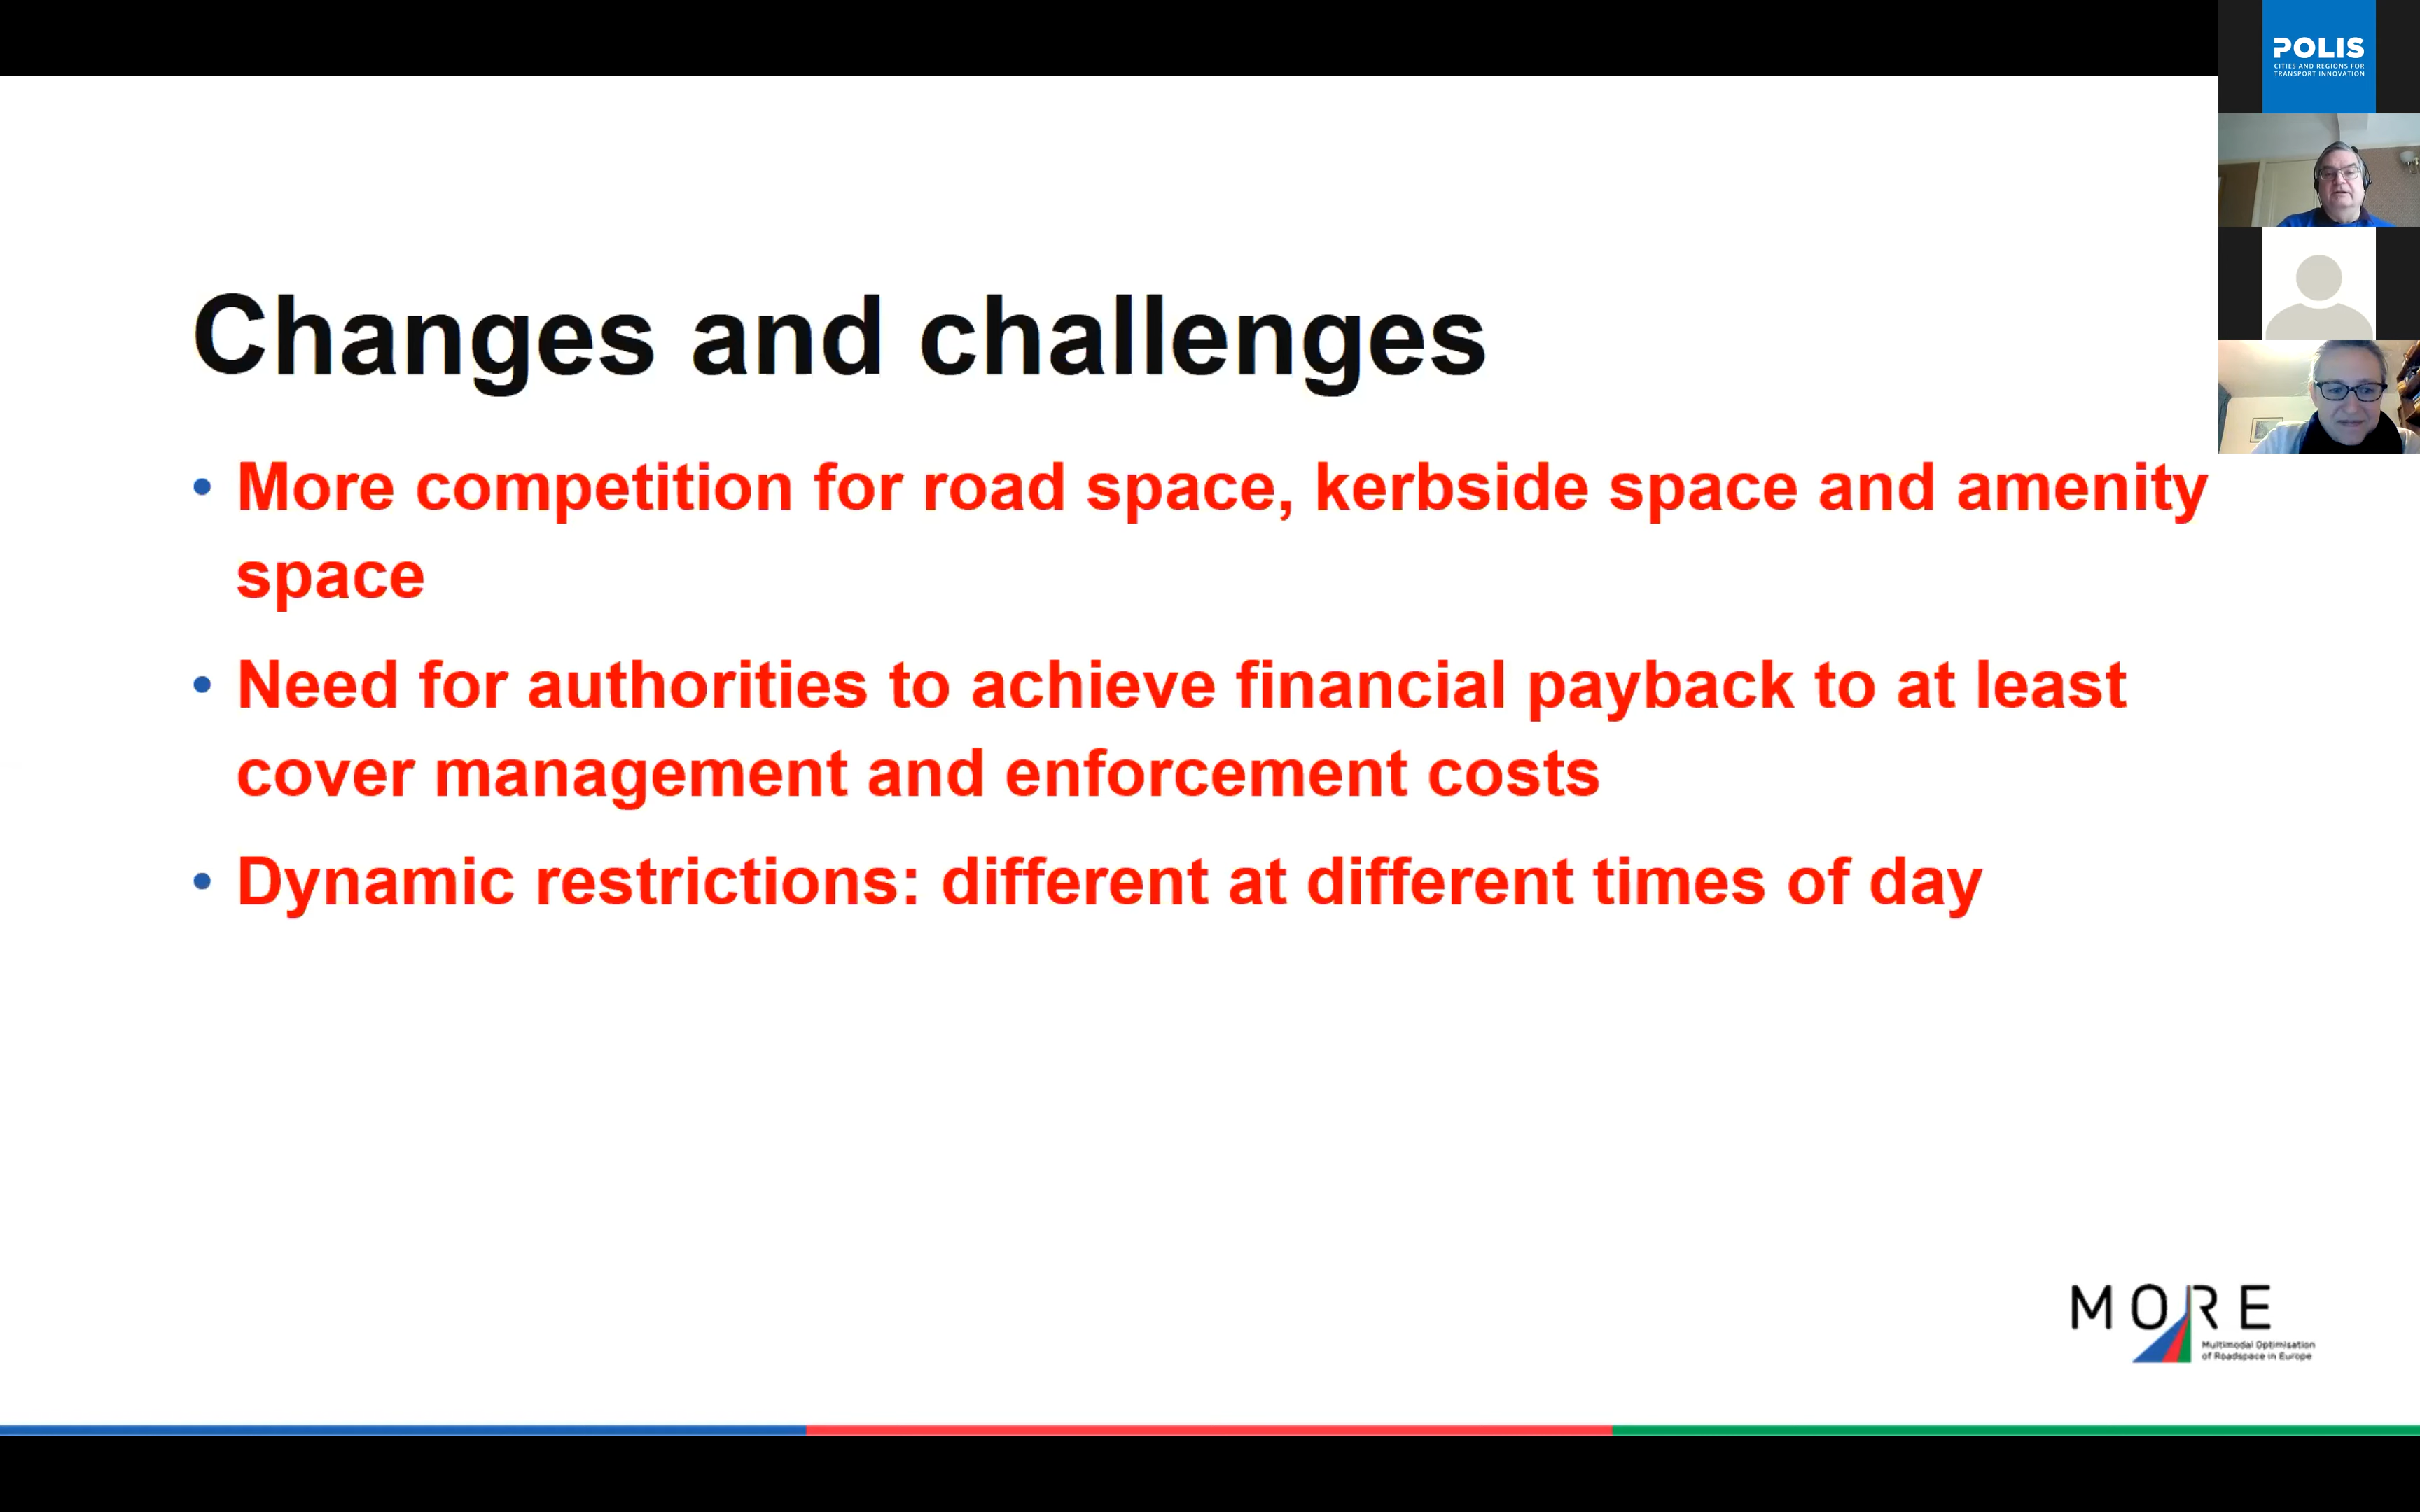 POLIS
CITIES AND REGIONS FOR
TRANSPORT INNOVATION
Changes and challenges
• More competition for road space, kerbside space and amenity
space
• Need for authorities to achieve financial payback to at least
cover management and enforcement costs
• Dynamic restrictions: different at different times of day
MORE
Multimodal Optimisation
of Roadspace in Europe